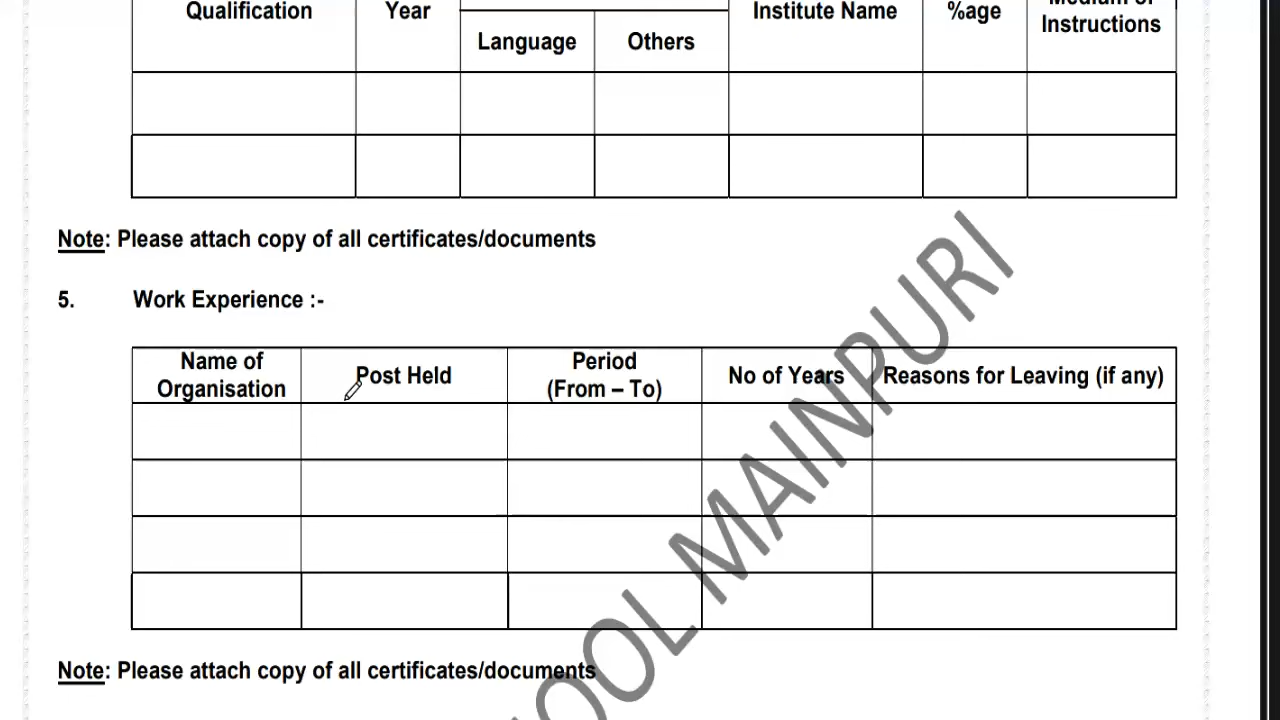 Qualification Year Institute Name %age Medium of Instructions
Language Others
Note: Please attach copy of all certificates/documents
5. Work Experience :-
Name of Organisation Post Held Period (From – To) No of Years Reasons for Leaving (if any)
Note: Please attach copy of all certificates/documents
OOL MAINPURI